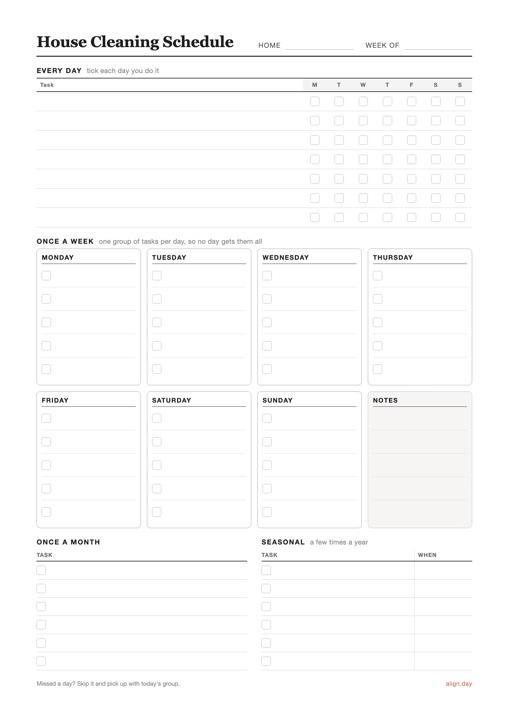 House Cleaning Schedule HOME WEEK OF
EVERY DAY tick each day you do it
Task M T W T F S S
ONCE A WEEK one group of tasks per day, so no day gets them all
MONDAY TUESDAY WEDNESDAY THURSDAY
FRIDAY SATURDAY SUNDAY NOTES
ONCE A MONTH SEASONAL a few times a year
TASK TASK WHEN
Missed a day? Skip it and pick up with today's group. align.day